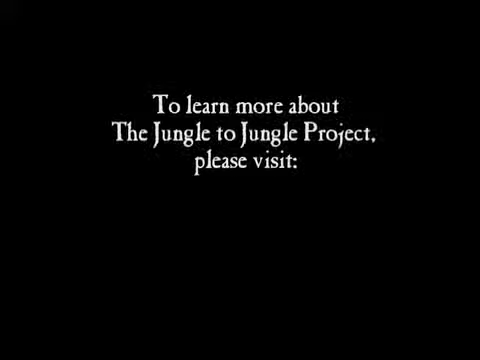 To learn more about
The Jungle to Jungle Project,
please visit: